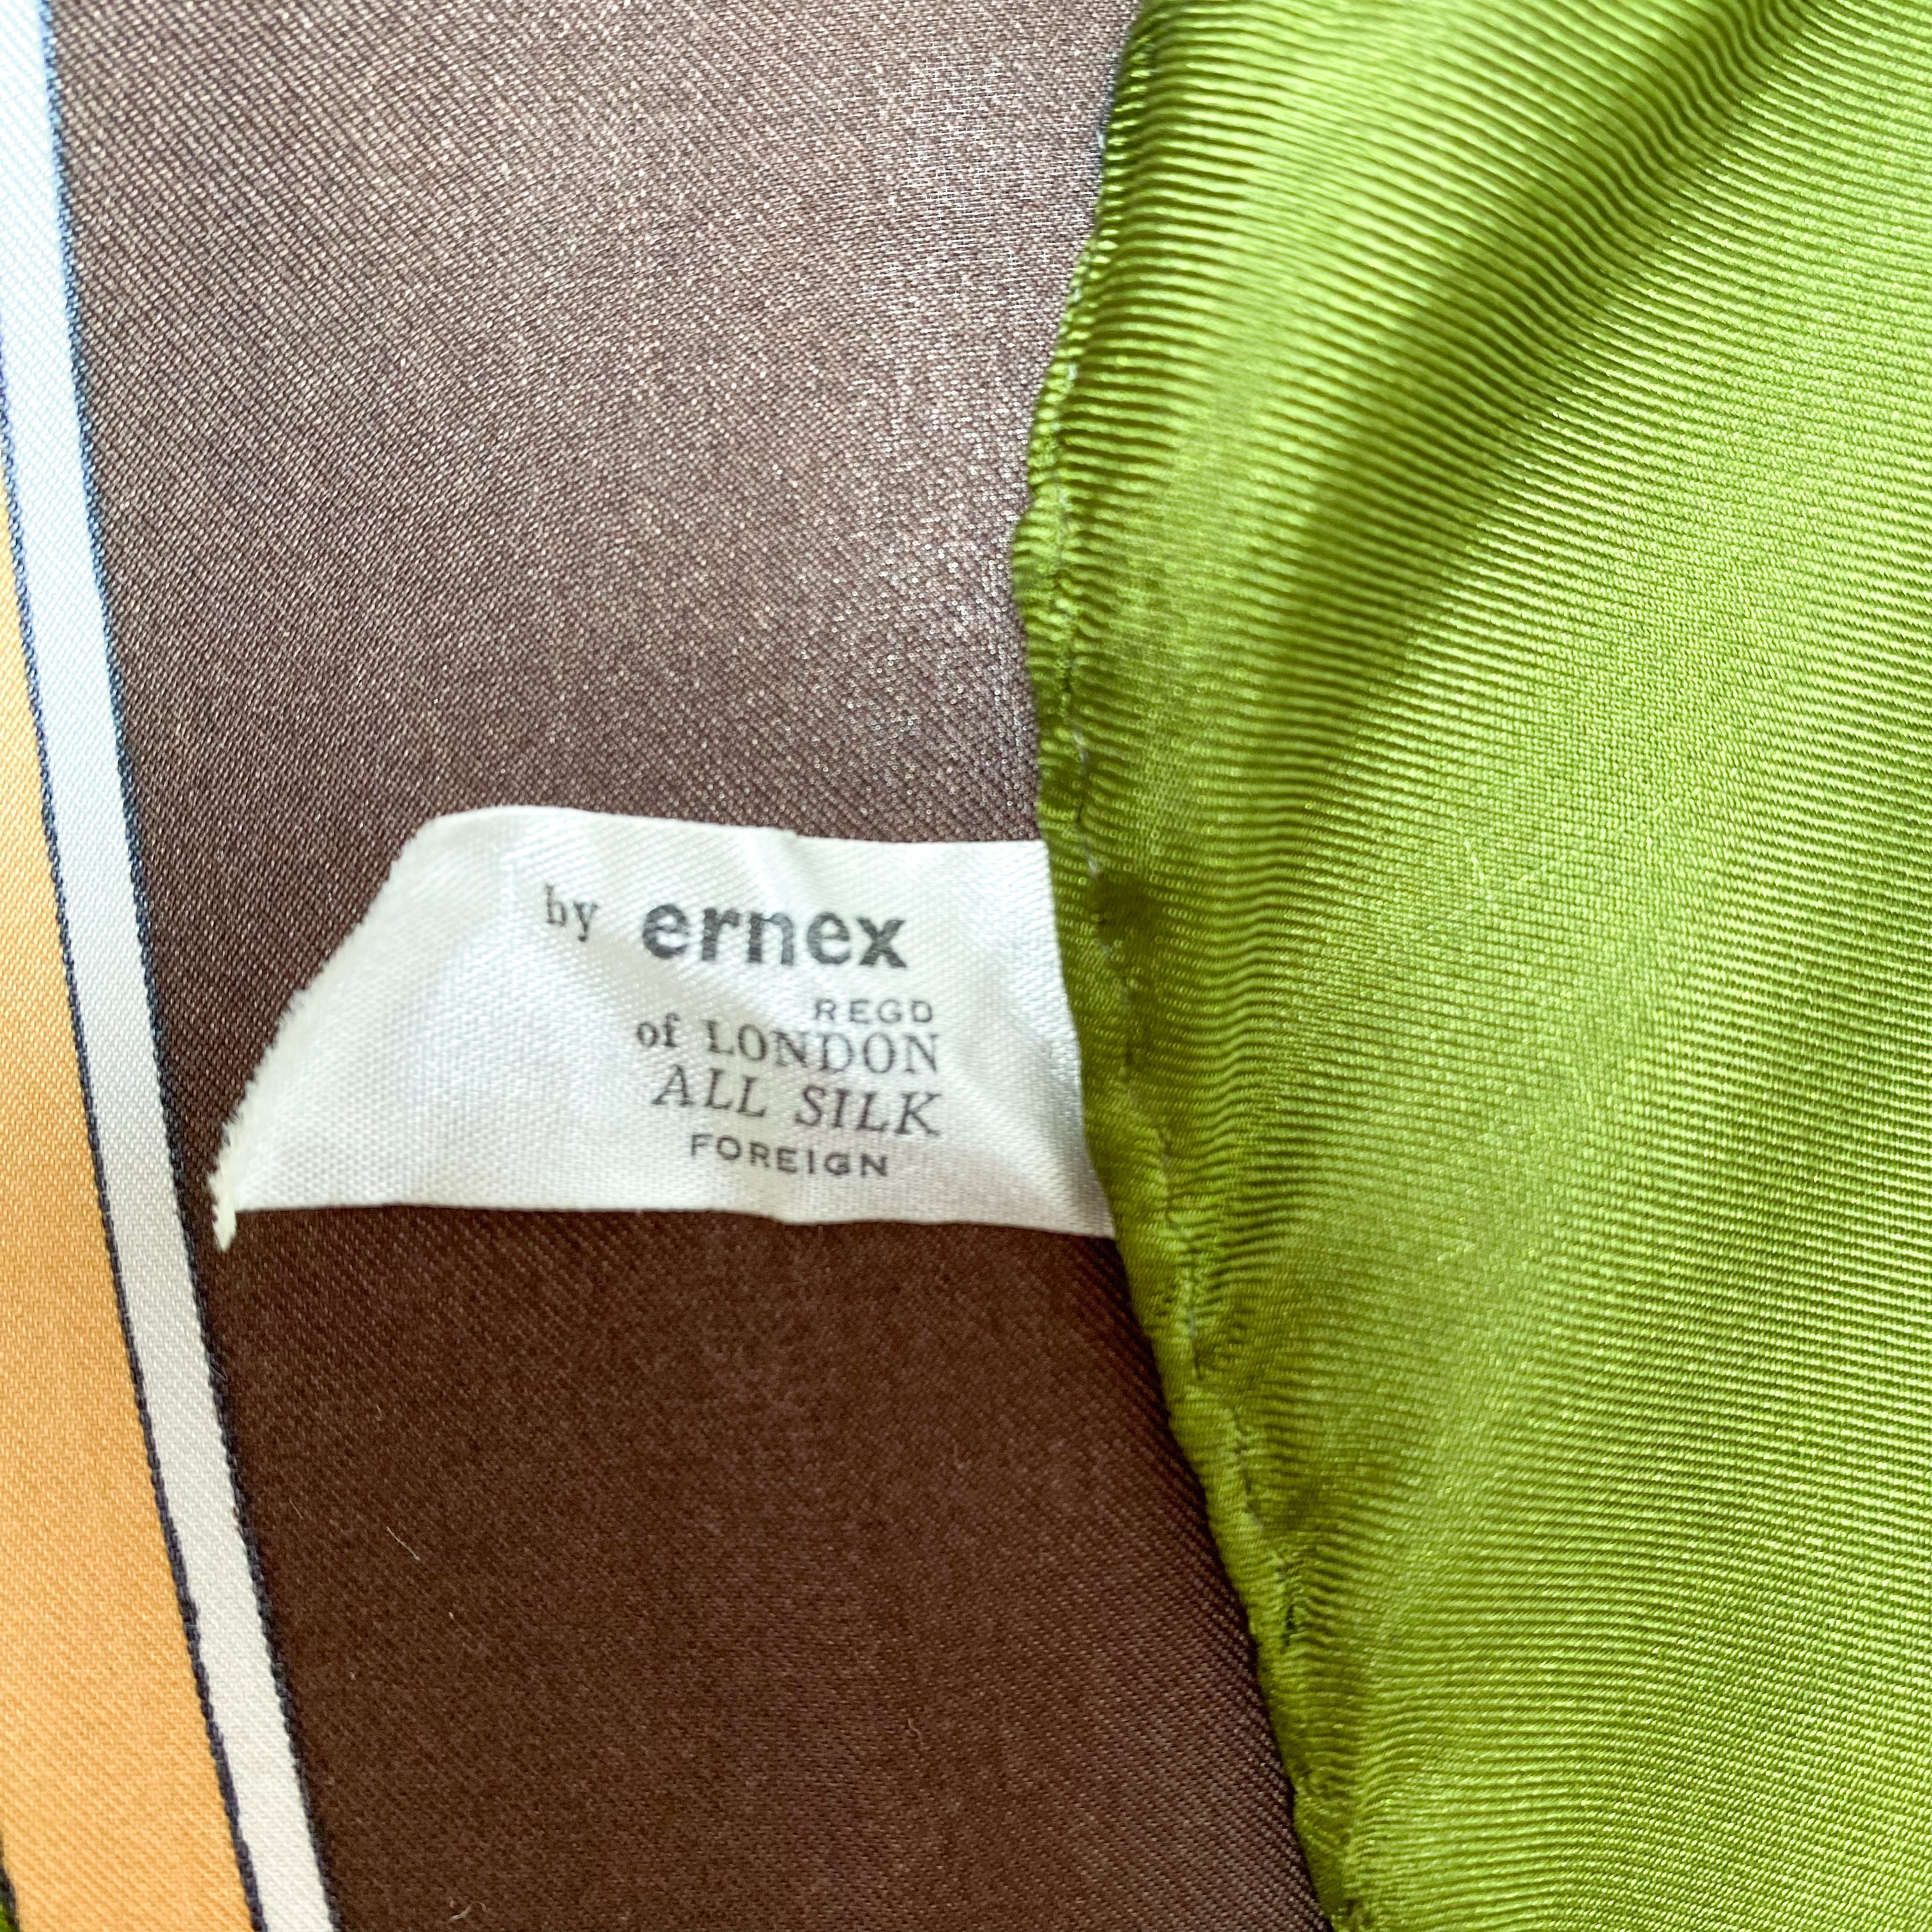 by ernex
REGD
of LONDON
ALL SILK
FOREIGN